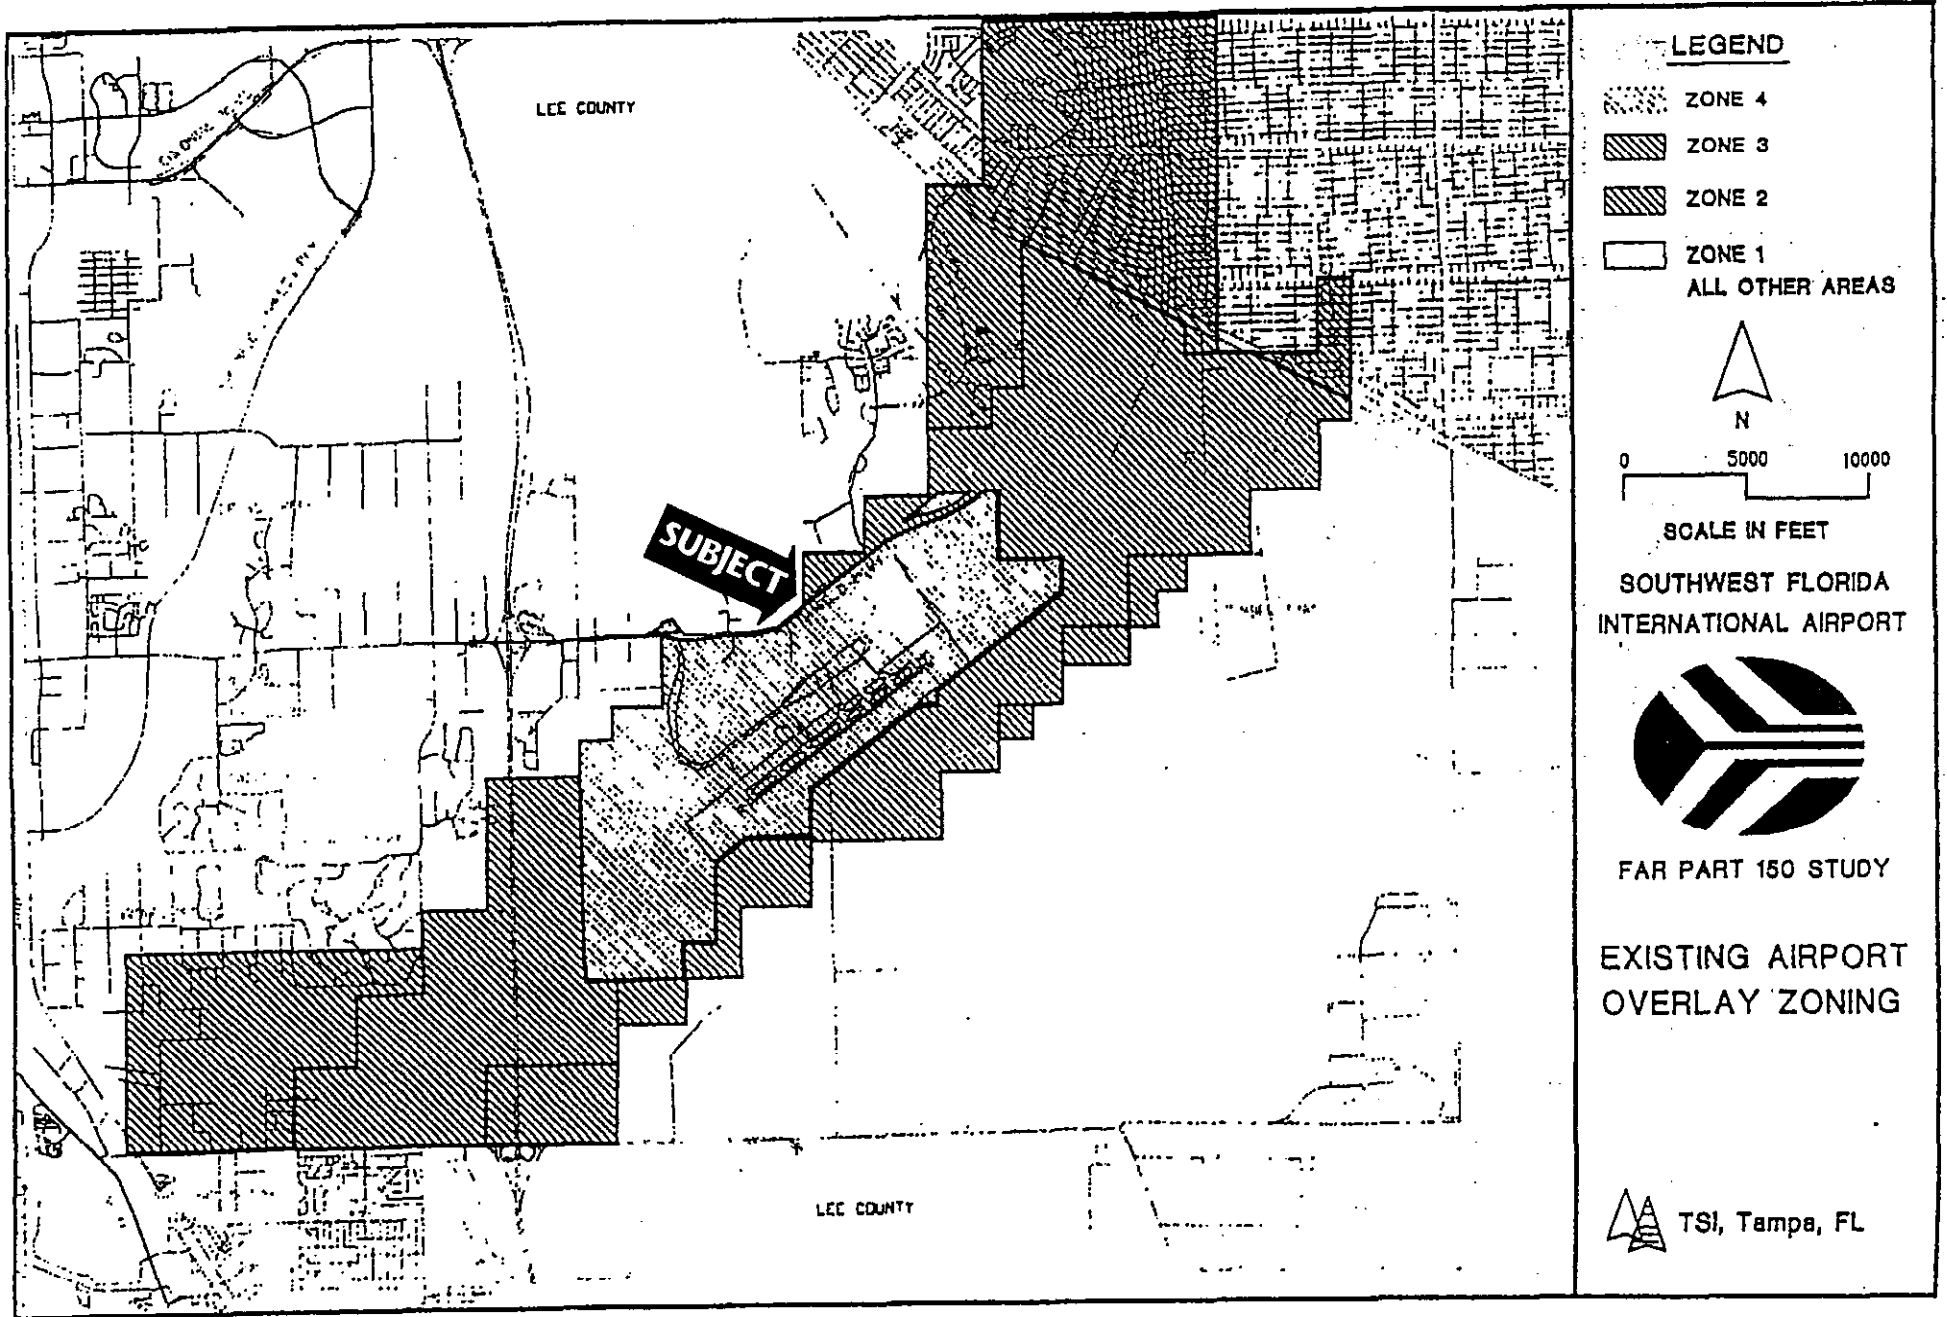 LEE COUNTY
SUBJECT
LEE COUNTY
LEGEND
ZONE 4
ZONE 3
ZONE 2
ZONE 1
ALL OTHER AREAS
N
0 5000 10000
SCALE IN FEET
SOUTHWEST FLORIDA
INTERNATIONAL AIRPORT
FAR PART 150 STUDY
EXISTING AIRPORT
OVERLAY ZONING
TSI, Tampa, FL